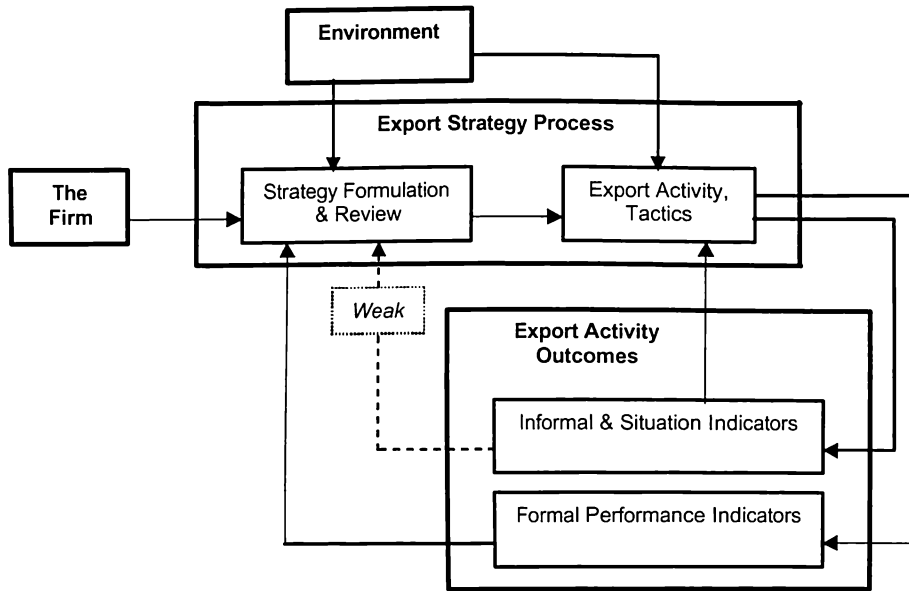 Environment
Export Strategy Process
The
Firm
Strategy Formulation
& Review
Export Activity,
Tactics
Weak
Export Activity
Outcomes
Informal & Situation Indicators
Formal Performance Indicators